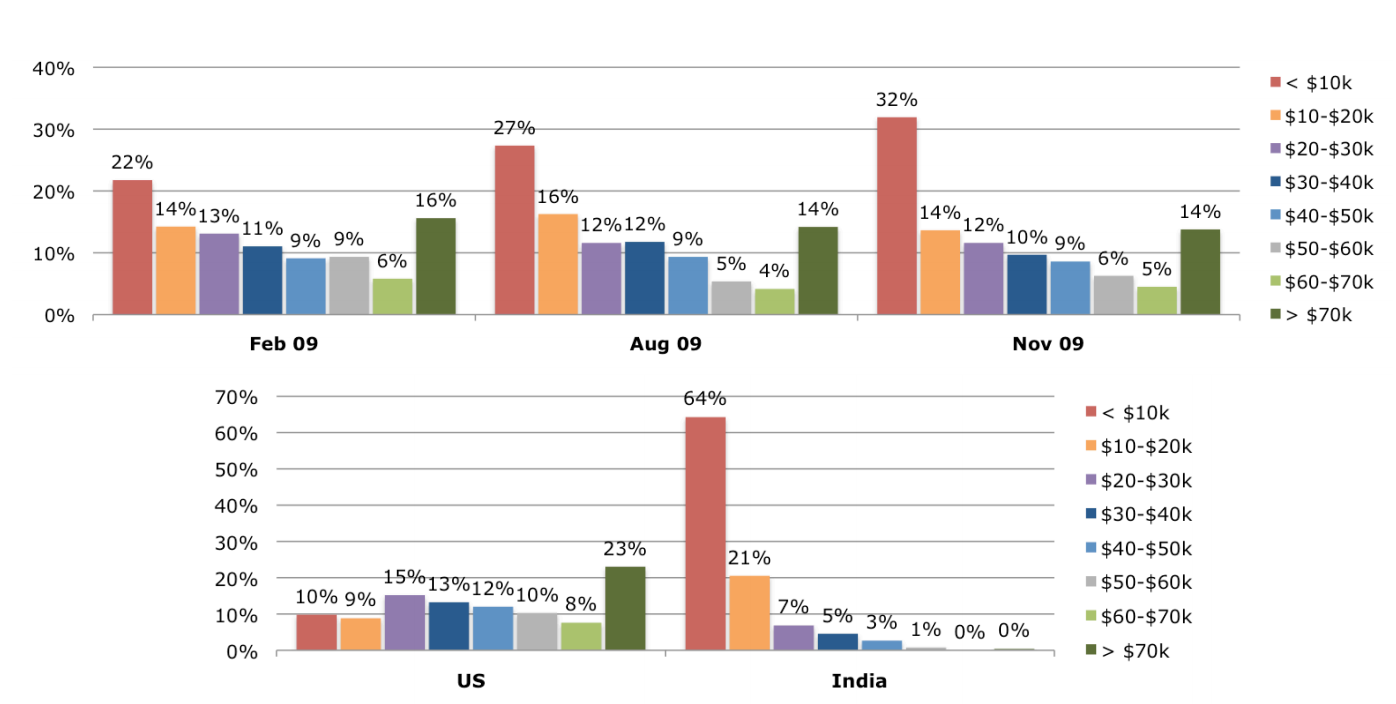 40%
30%
20%
10%
0%
22%
14%
13%
11%
9%
9%
6%
16%
27%
16%
12%
12%
9%
5%
4%
14%
32%
14%
12%
10%
9%
6%
5%
14%
Feb 09
Aug 09
Nov 09
< $10k
$10-$20k
$20-$30k
$30-$40k
$40-$50k
$50-$60k
$60-$70k
> $70k
70%
60%
50%
40%
30%
20%
10%
0%
10%
9%
15%
13%
12%
10%
8%
23%
64%
21%
7%
5%
3%
1%
0%
0%
US
India
< $10k
$10-$20k
$20-$30k
$30-$40k
$40-$50k
$50-$60k
$60-$70k
> $70k